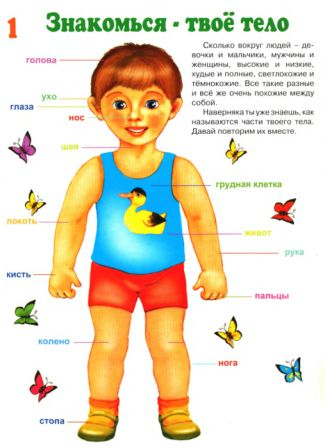 1
Знакомься - твоё тело
Сколько вокруг людей – де-
вочки и мальчики, мужчины и
женщины, высокие и низкие,
худые и полные, светлокожие и
тёмнокожие. Все такие разные
и всё же очень похожие между
собой.
Наверняка ты уже знаешь, как
называются части твоего тела.
Давай повторим их вместе.
голова
ухо
глаза
нос
шея
грудная клетка
локоть
живот
рука
кисть
пальцы
колено
нога
стопа